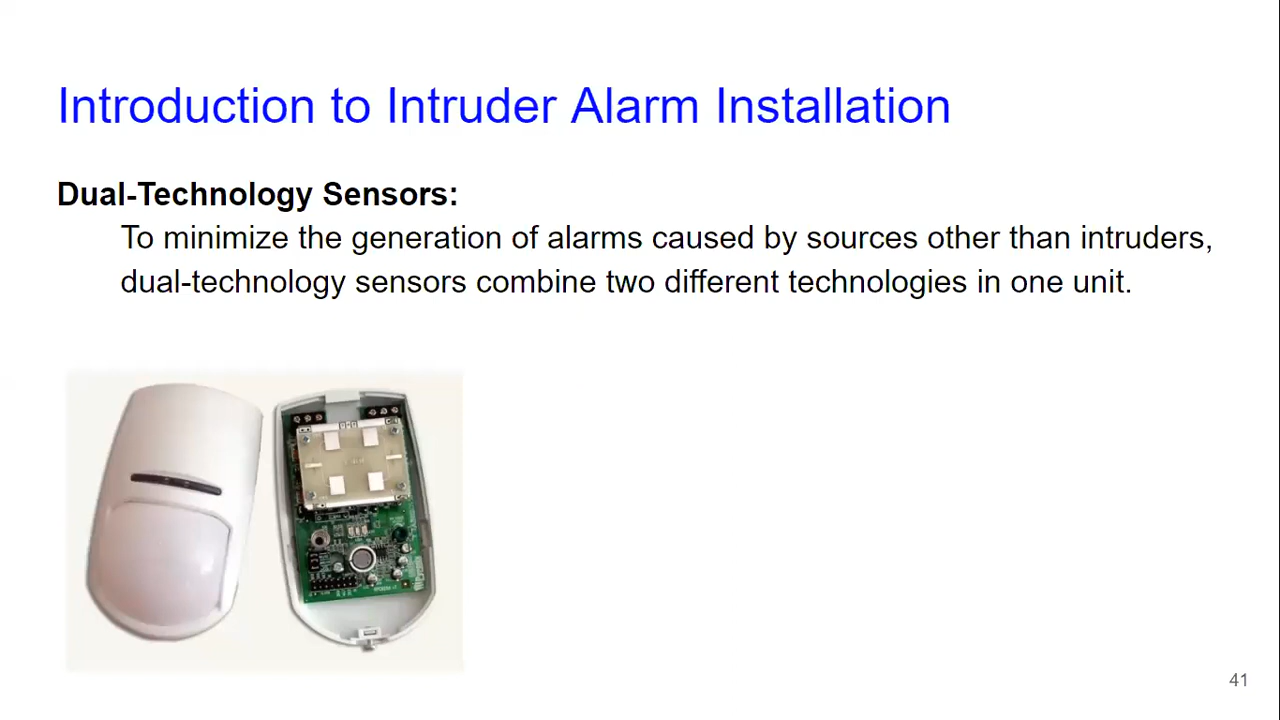 Introduction to Intruder Alarm Installation
Dual-Technology Sensors:
To minimize the generation of alarms caused by sources other than intruders,
dual-technology sensors combine two different technologies in one unit.
41